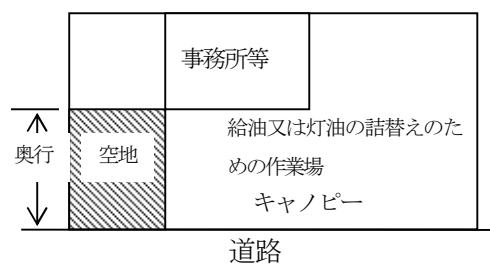 事務所等
給油又は灯油の詰替えのた
めの作業場
奥行
空地
キャノピー
道路